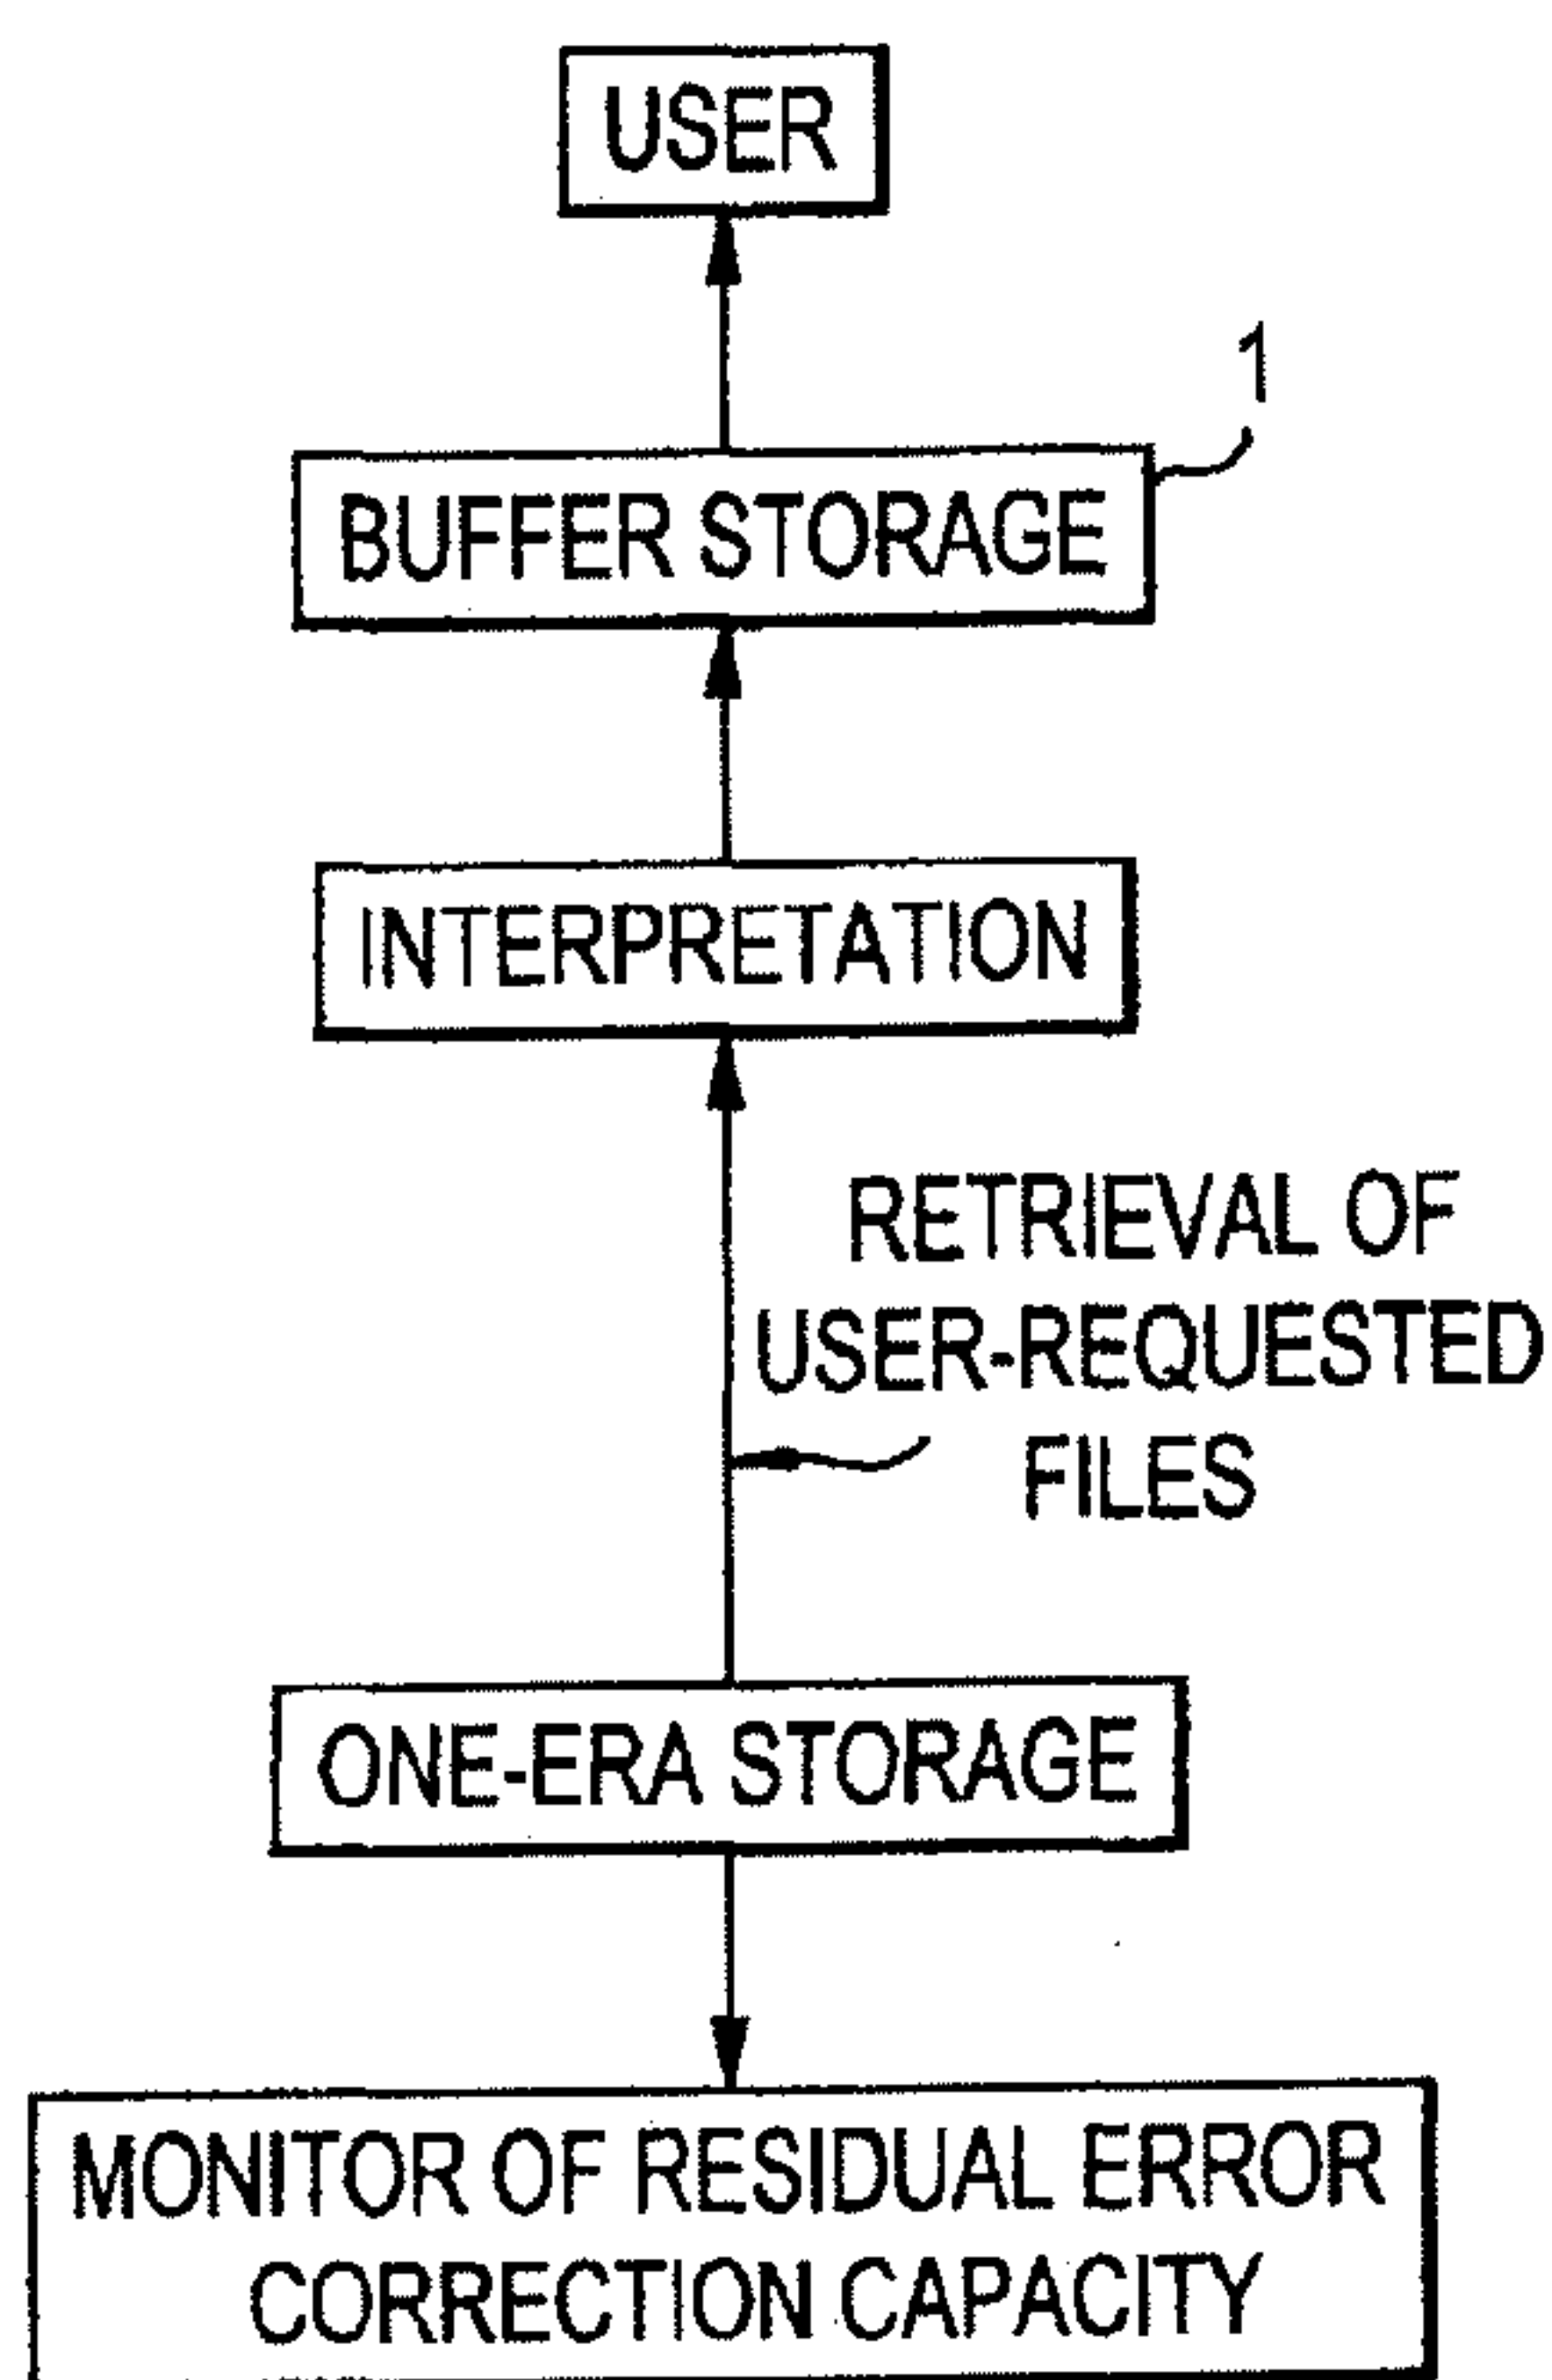 USER
1
BUFFER STORAGE
INTERPRETATION
RETRIEVAL OF
USER-REQUESTED
FILES
ONE-ERA STORAGE
MONITOR OF RESIDUAL ERROR
CORRECTION CAPACITY